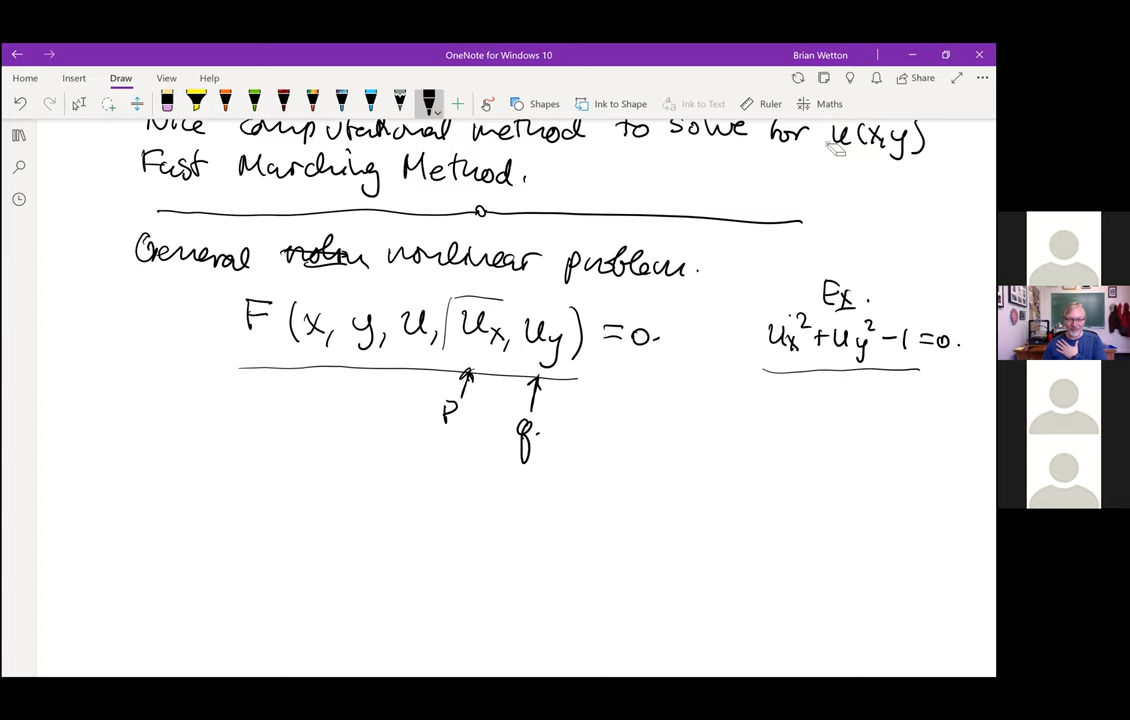 OneNote for Windows 10
Brian Wetton
Home Insert Draw View Help
Share
Shapes Ink to Shape Ink to Text Ruler Maths
Nice computational method to solve for u(x,y)
Fast Marching Method.
General nonlinear problem.
Ex.
F(x, y, u, ux, uy) = 0.
ux² + uy² - 1 = 0.
p
q.